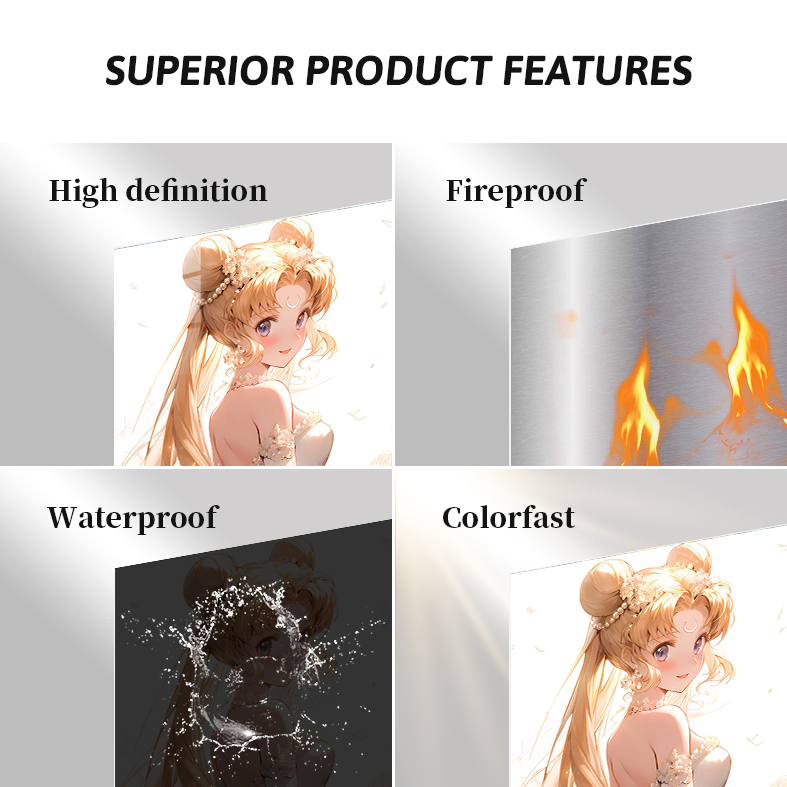 SUPERIOR PRODUCT FEATURES
High definition
Fireproof
Waterproof
Colorfast